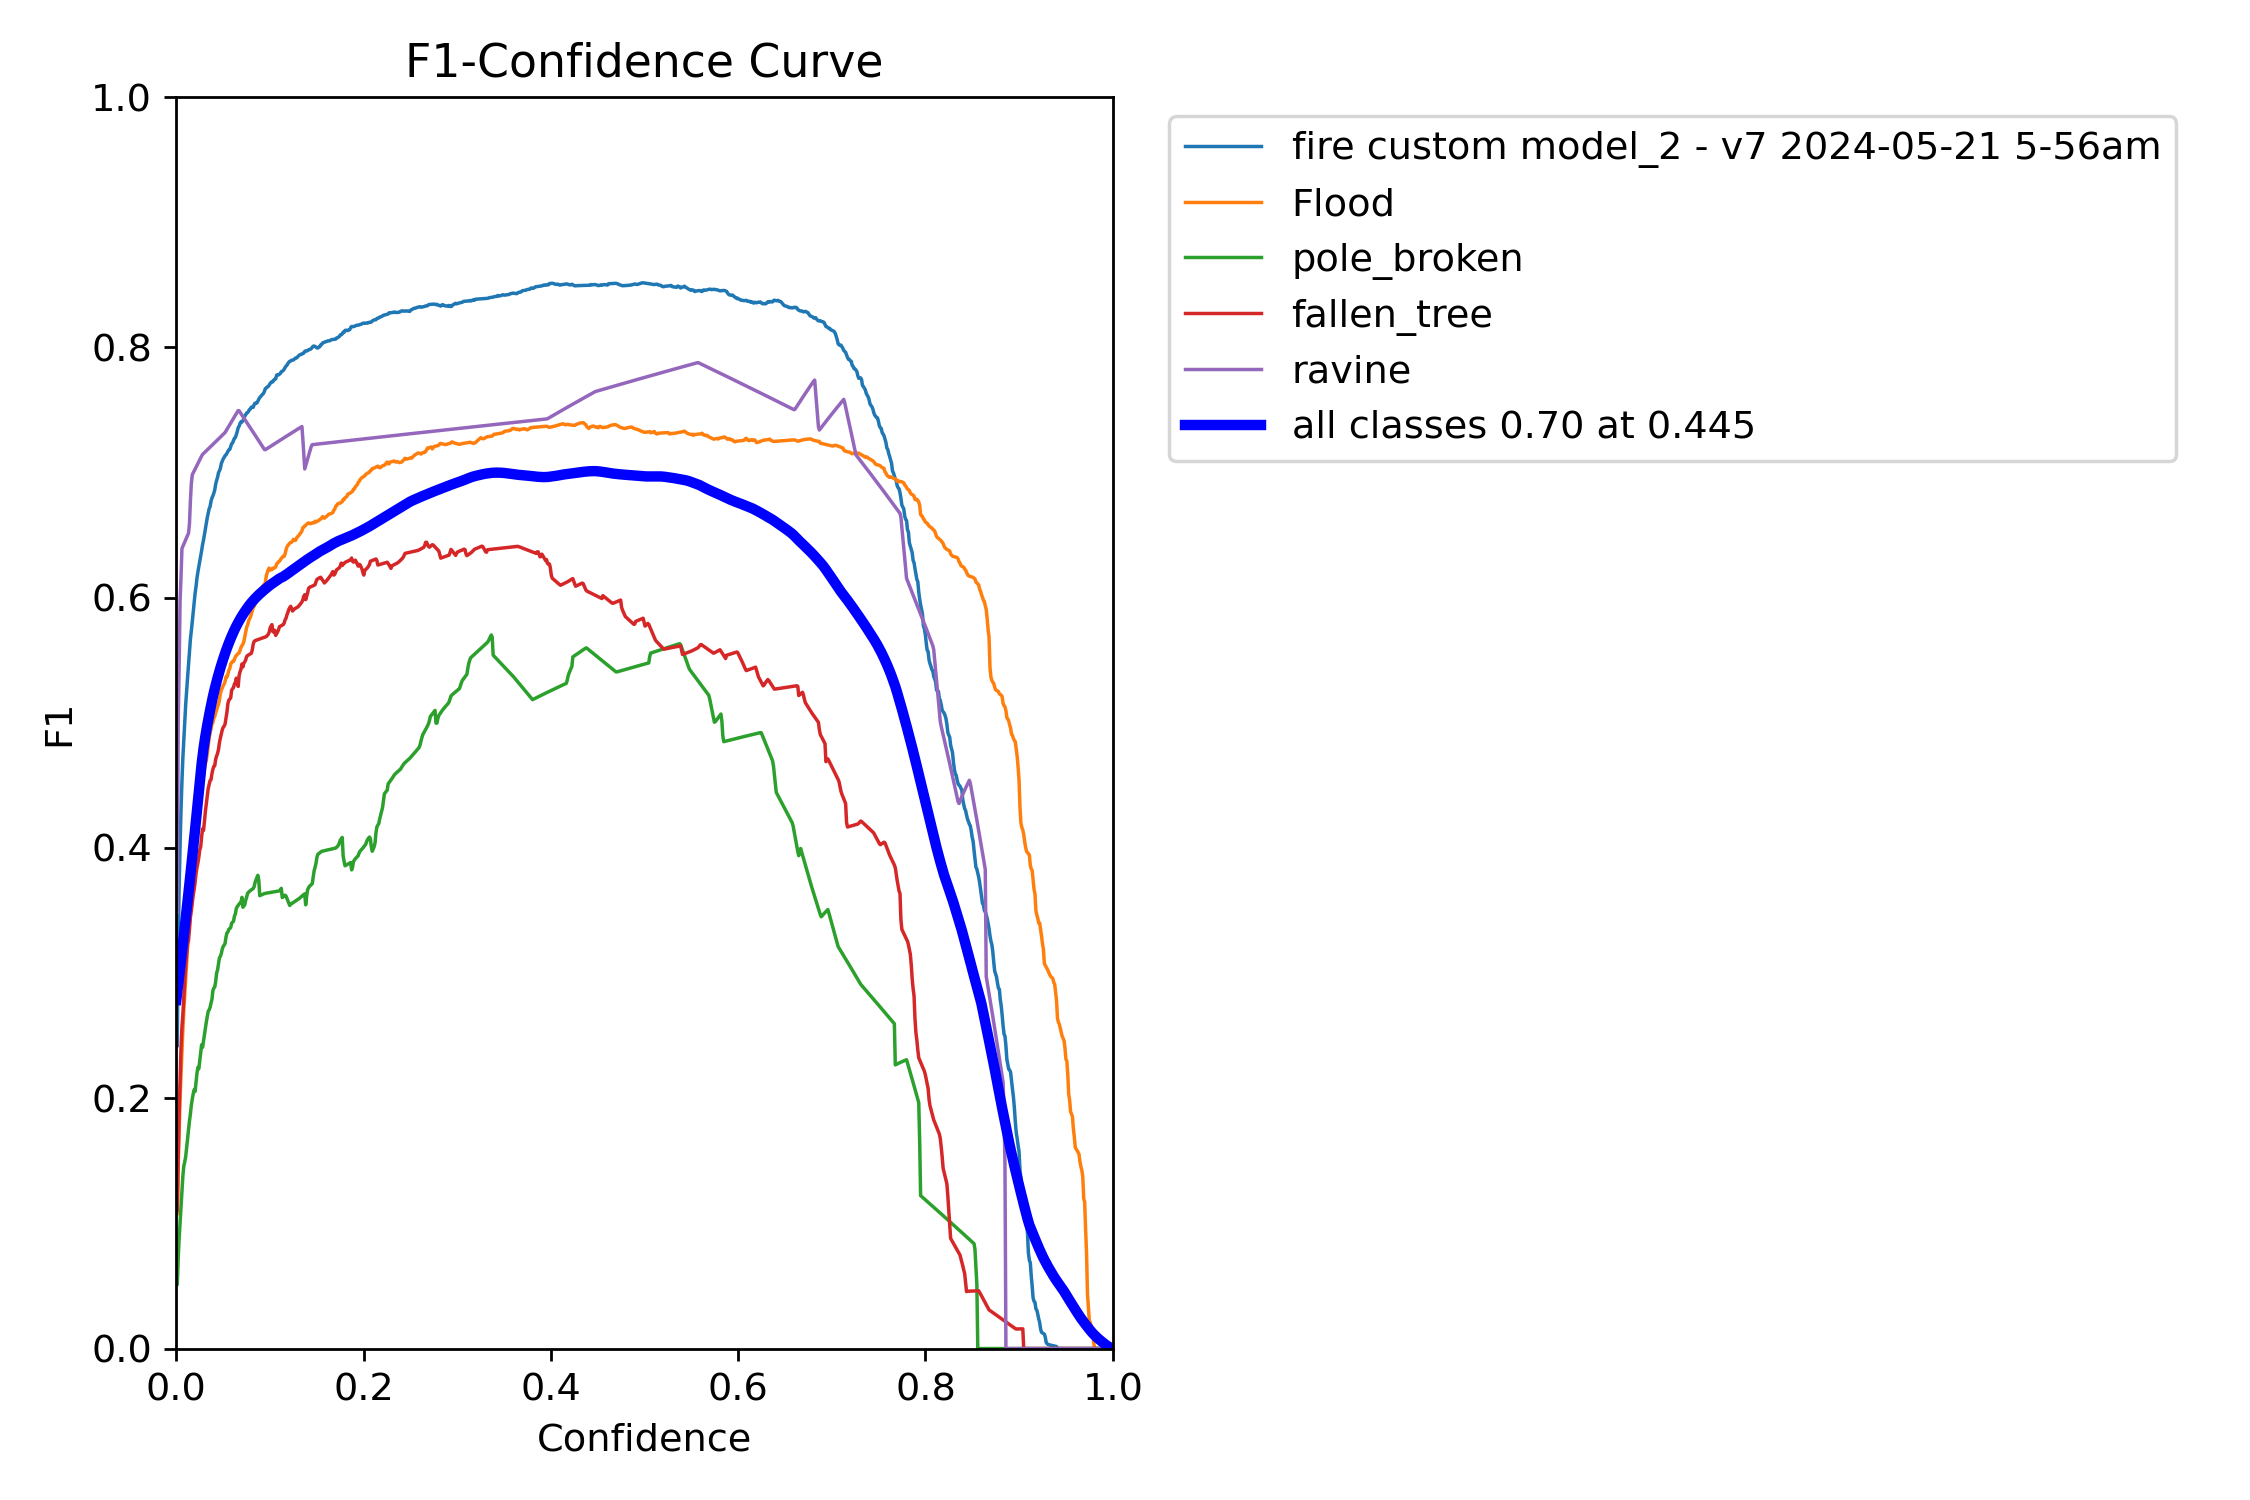 F1-Confidence Curve
1.0
0.8
0.6
0.4
0.2
0.0
F1
0.0 0.2 0.4 0.6 0.8 1.0
Confidence
fire custom model_2 - v7 2024-05-21 5-56am
Flood
pole_broken
fallen_tree
ravine
all classes 0.70 at 0.445